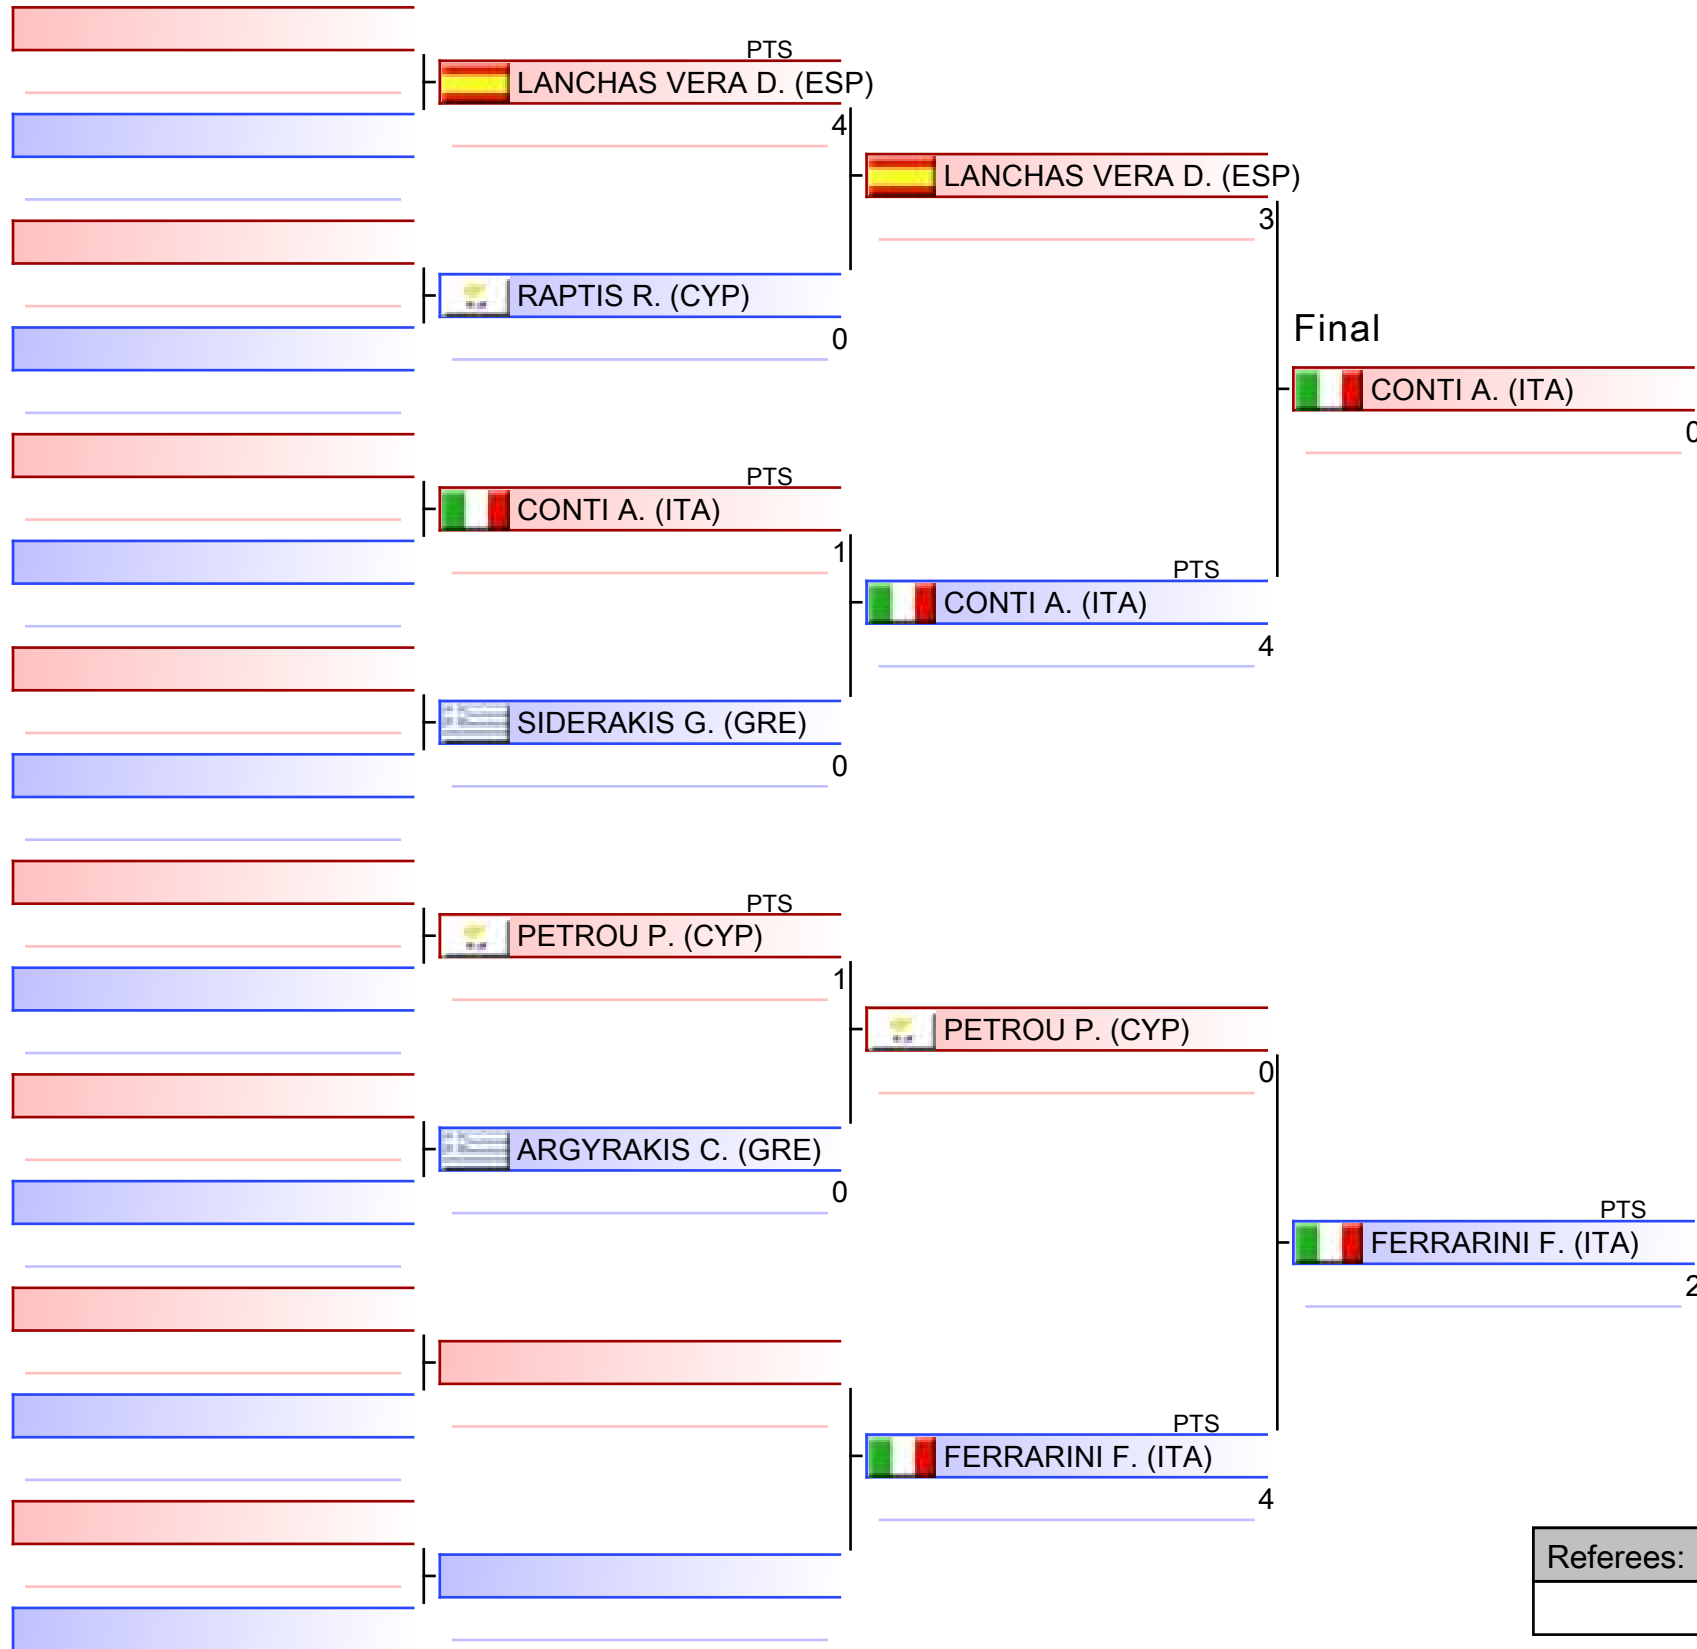 PTS
LANCHAS VERA D. (ESP)
4
LANCHAS VERA D. (ESP)
3
RAPTIS R. (CYP)
0
Final
CONTI A. (ITA)
0
PTS
CONTI A. (ITA)
1
PTS
CONTI A. (ITA)
4
SIDERAKIS G. (GRE)
0
PTS
PETROU P. (CYP)
1
PETROU P. (CYP)
0
ARGYRAKIS C. (GRE)
0
PTS
FERRARINI F. (ITA)
2
PTS
FERRARINI F. (ITA)
4
Referees: